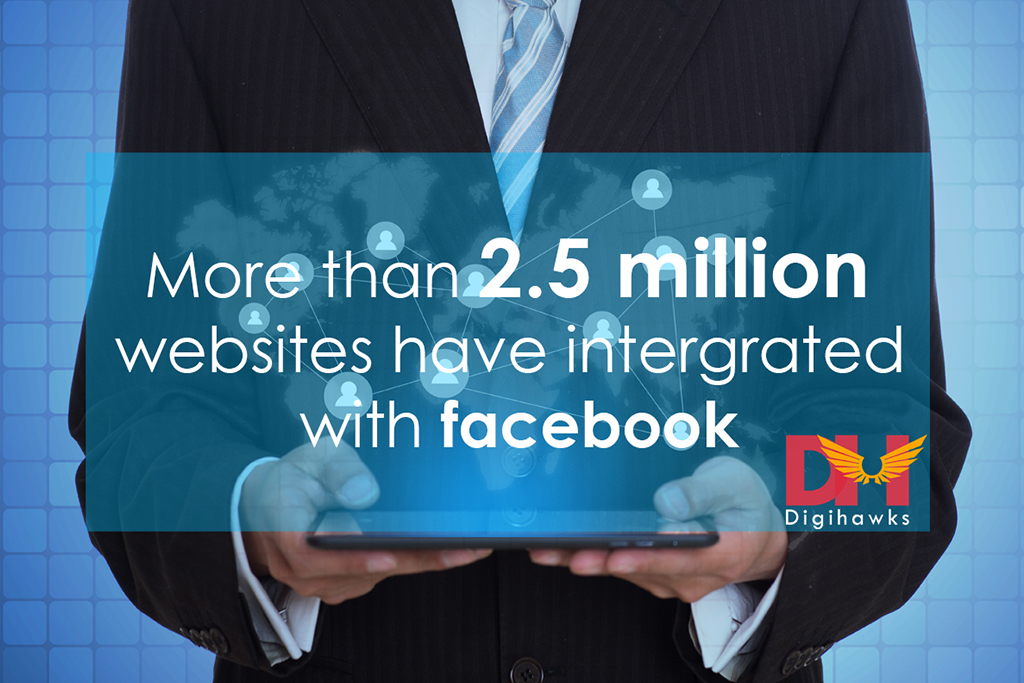 More than 2.5 million
websites have intergrated
with facebook
DH
Digihawks